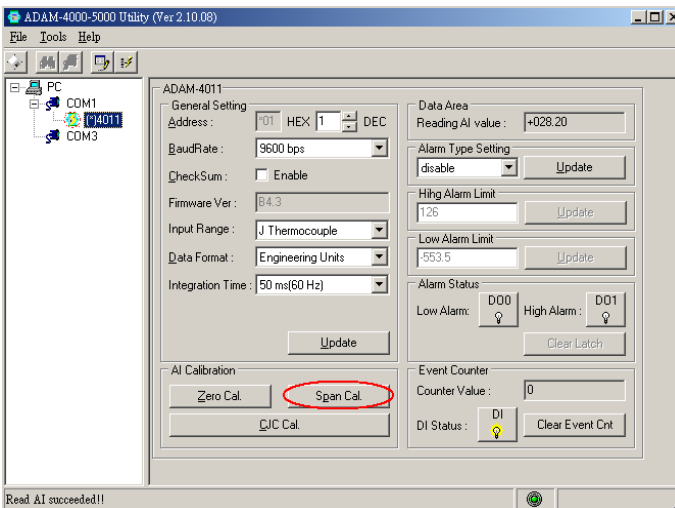 ADAM-4000-5000 Utility (Ver 2.10.08)
File Tools Help
PC
COM1
(*)4011
COM3
ADAM-4011
General Setting
Address : *01 HEX 1 DEC
BaudRate : 9600 bps
CheckSum : Enable
Firmware Ver : B4.3
Input Range : J Thermocouple
Data Format : Engineering Units
Integration Time : 50 ms(60 Hz)
Update
AI Calibration
Zero Cal. Span Cal.
CJC Cal.
Data Area
Reading AI value : +028.20
Alarm Type Setting
disable Update
Hihg Alarm Limit
126 Update
Low Alarm Limit
-553.5 Update
Alarm Status
Low Alarm: DO0 High Alarm : DO1
Clear Latch
Event Counter
Counter Value : 0
DI Status : DI Clear Event Cnt
Read AI succeeded!!